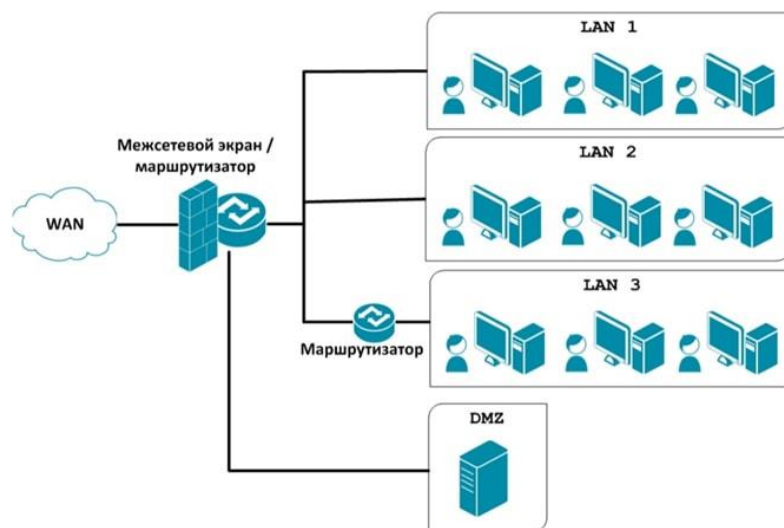 LAN 1
Межсетевой экран /
маршрутизатор
LAN 2
WAN
LAN 3
Маршрутизатор
DMZ